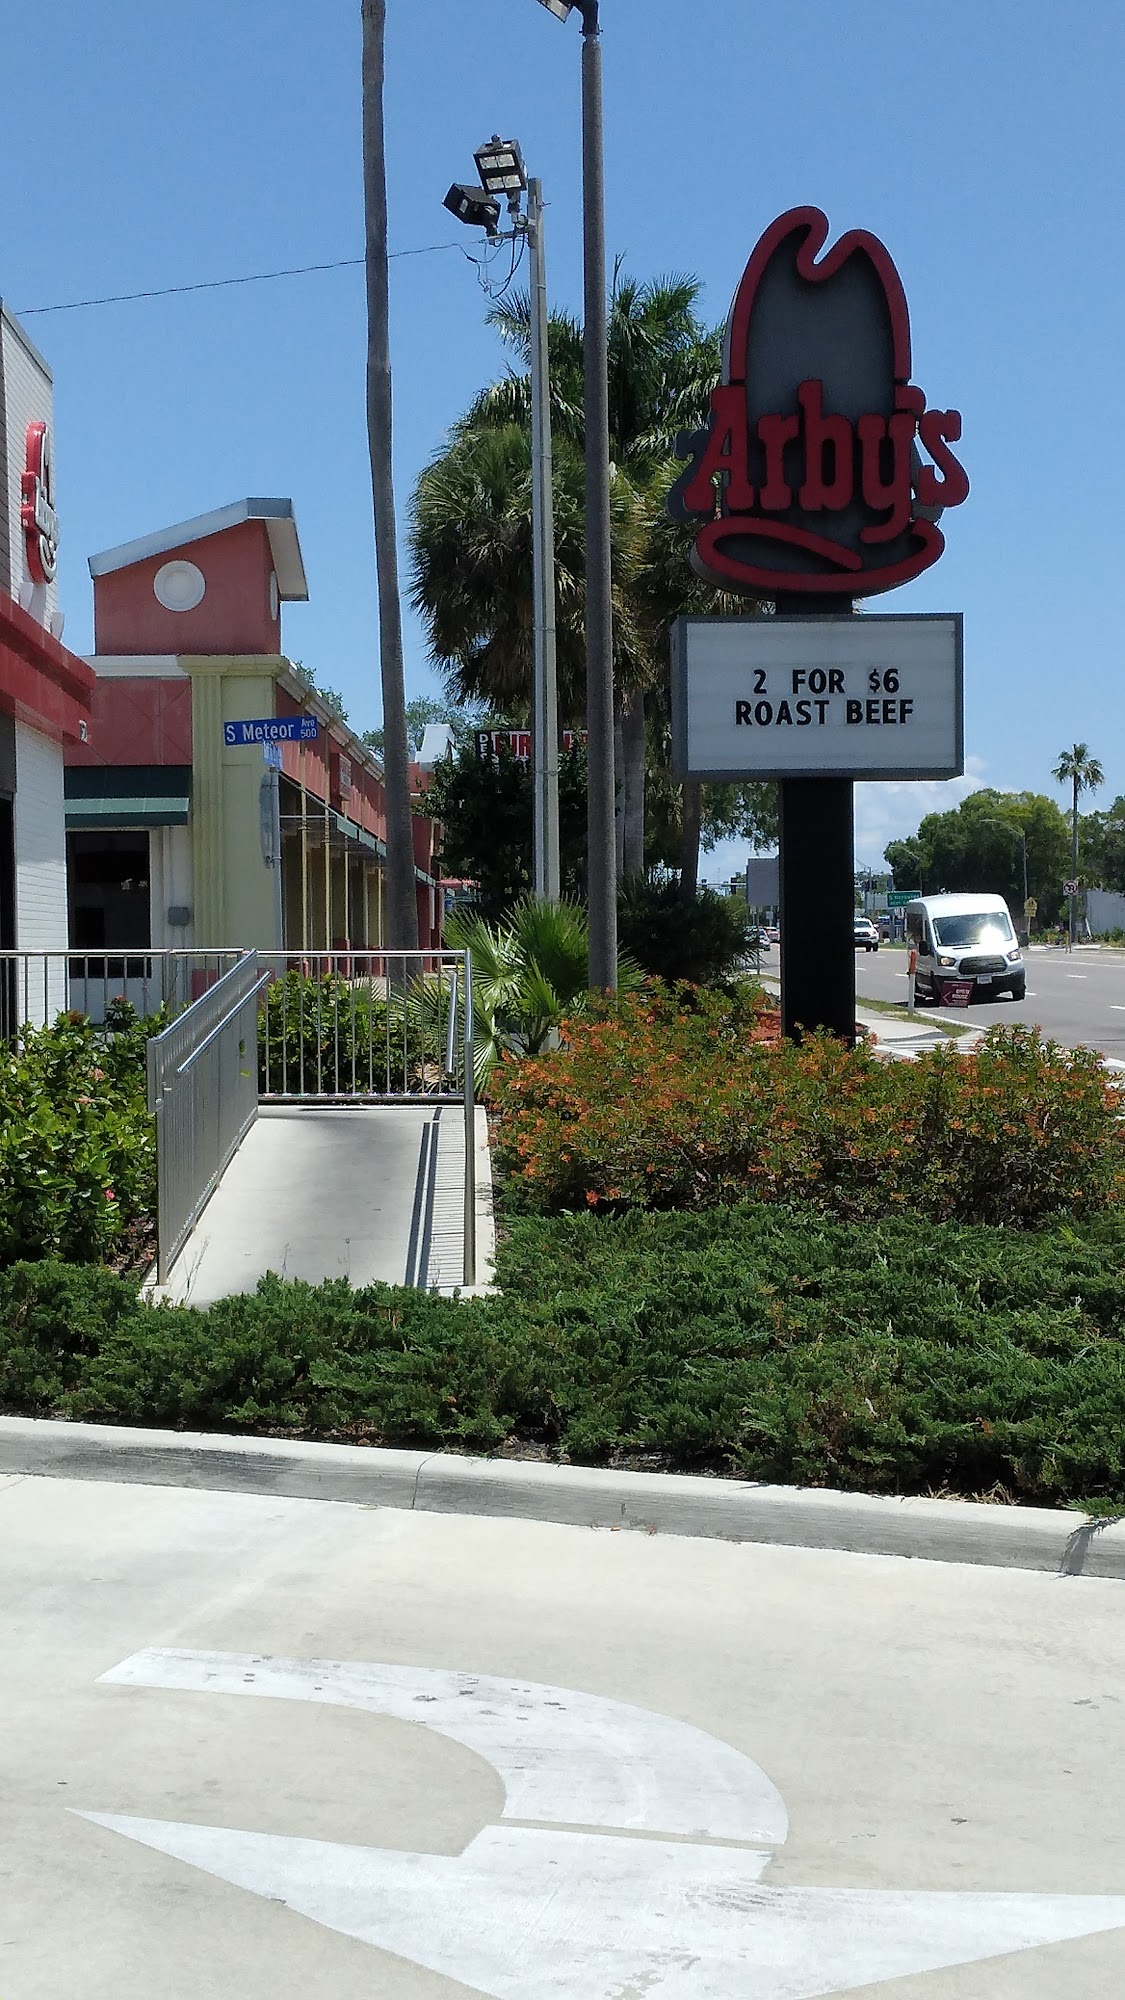 Arby's
2 FOR $6
ROAST BEEF
S Meteor Ave
500